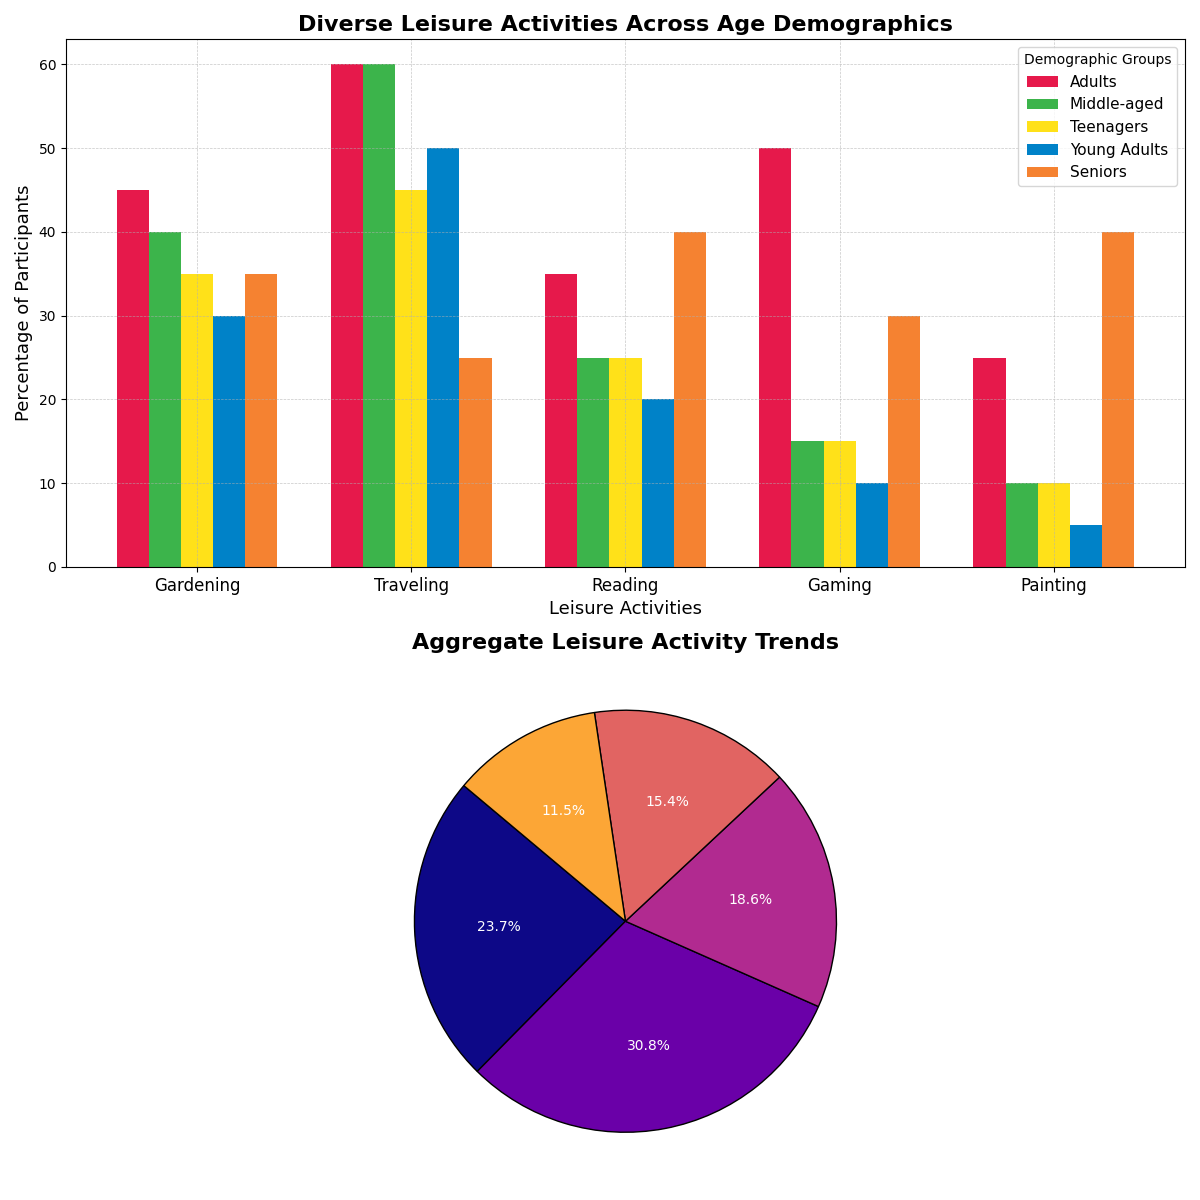 Diverse Leisure Activities Across Age Demographics
Percentage of Participants
60
50
40
30
20
10
0
Demographic Groups
Adults
Middle-aged
Teenagers
Young Adults
Seniors
Gardening
Traveling
Reading
Gaming
Painting
Leisure Activities
Aggregate Leisure Activity Trends
11.5%
15.4%
23.7%
18.6%
30.8%